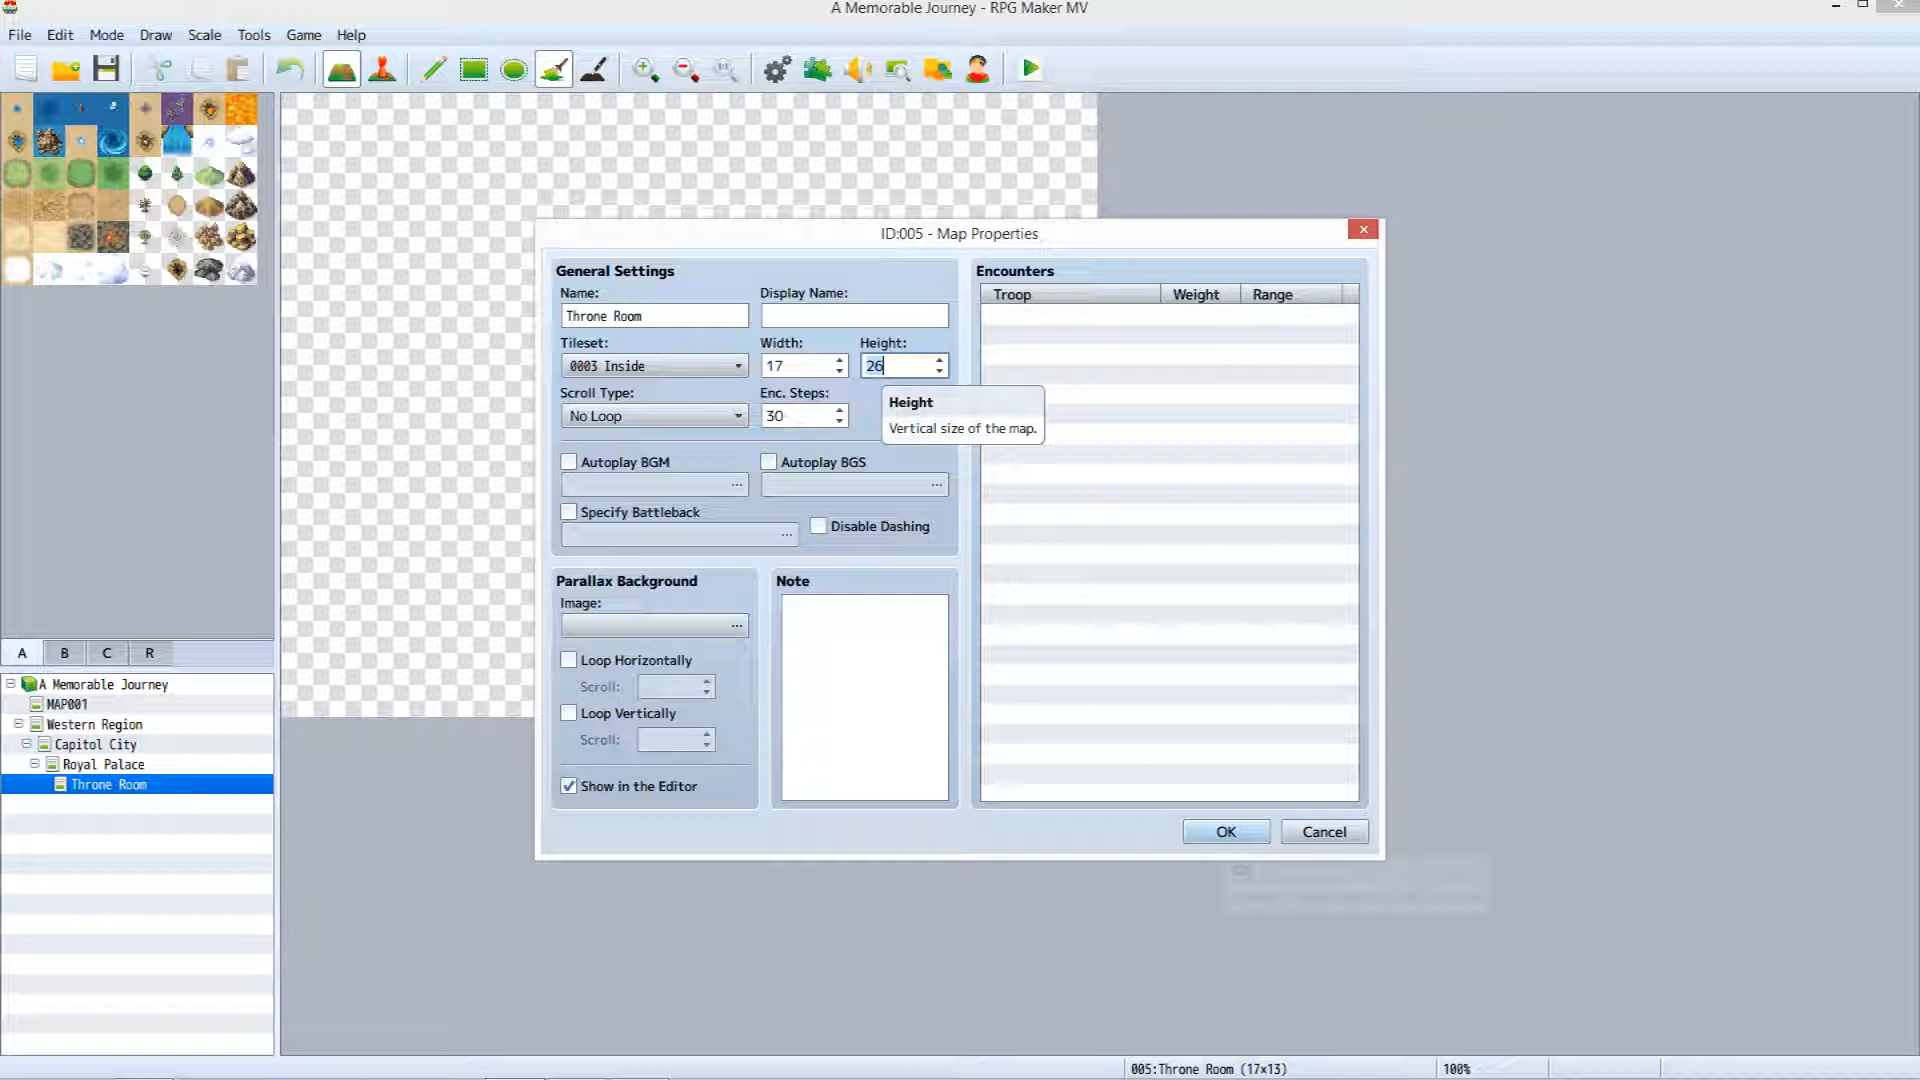 A Memorable Journey - RPG Maker MV
File Edit Mode Draw Scale Tools Game Help
ID:005 - Map Properties
General Settings
Name:
Display Name:
Throne Room
Tileset:
Width:
Height:
0003 Inside
17
26
Scroll Type:
Enc. Steps:
No Loop
30
Height
Vertical size of the map.
Autoplay BGM
Autoplay BGS
...
...
Specify Battleback
Disable Dashing
...
Parallax Background
Image:
...
Loop Horizontally
Scroll:
Loop Vertically
Scroll:
Show in the Editor
Note
Encounters
Troop Weight Range
OK Cancel
A B C R
A Memorable Journey
MAP001
Western Region
Capitol City
Royal Palace
Throne Room
005:Throne Room (17×13) 100%